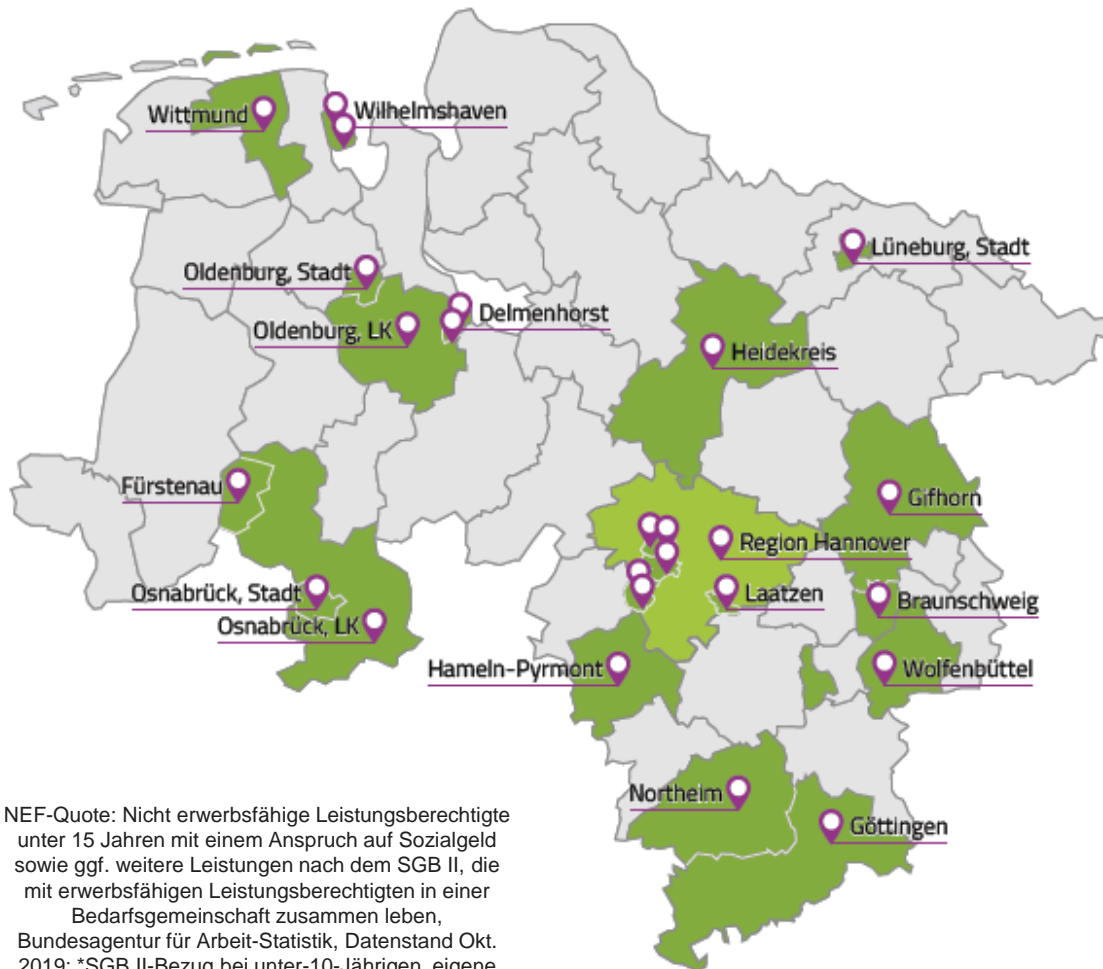 Wittmund
Wilhelmshaven
Lüneburg, Stadt
Oldenburg, Stadt
Delmenhorst
Oldenburg, LK
Heidekreis
Fürstenau
Gifhorn
Region Hannover
Osnabrück, Stadt
Laatzen
Braunschweig
Osnabrück, LK
Hameln-Pyrmont
Wolfenbüttel
Northeim
Göttingen
NEF-Quote: Nicht erwerbsfähige Leistungsberechtigte
unter 15 Jahren mit einem Anspruch auf Sozialgeld
sowie ggf. weitere Leistungen nach dem SGB II, die
mit erwerbsfähigen Leistungsberechtigten in einer
Bedarfsgemeinschaft zusammen leben,
Bundesagentur für Arbeit-Statistik, Datenstand Okt.
2019; *SGB II-Bezug bei unter-10-Jährigen, eigene